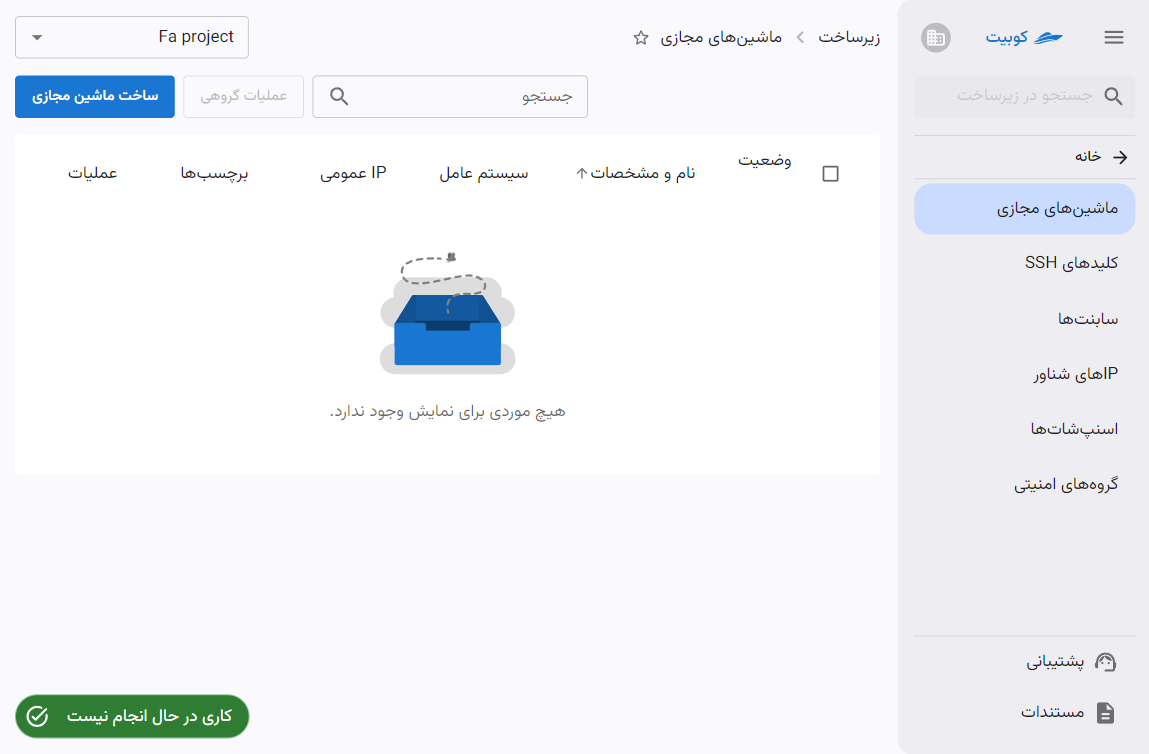 کوبیت
جستجو در زیرساخت
خانه
ماشین‌های مجازی
کلیدهای SSH
سابنت‌ها
IPهای شناور
اسنپ‌شات‌ها
گروه‌های امنیتی
پشتیبانی
مستندات
زیرساخت
ماشین‌های مجازی
Fa project
جستجو
عملیات گروهی
ساخت ماشین مجازی
وضعیت
نام و مشخصات
سیستم عامل
IP عمومی
برچسب‌ها
عملیات
هیچ موردی برای نمایش وجود ندارد.
کاری در حال انجام نیست